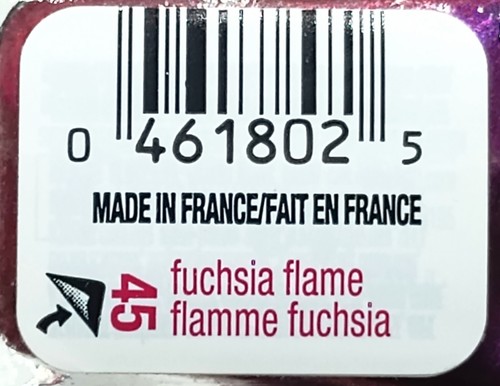 0 461802 5
MADE IN FRANCE/FAIT EN FRANCE
45
fuchsia flame
flamme fuchsia